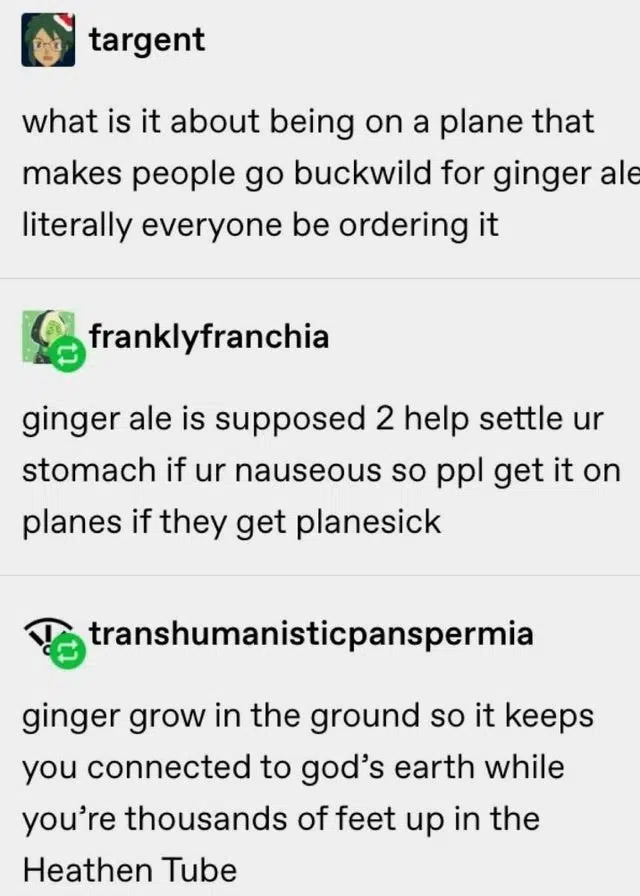 targent
what is it about being on a plane that
makes people go buckwild for ginger ale
literally everyone be ordering it
franklyfranchia
ginger ale is supposed 2 help settle ur
stomach if ur nauseous so ppl get it on
planes if they get planesick
transhumanisticpanspermia
ginger grow in the ground so it keeps
you connected to god's earth while
you're thousands of feet up in the
Heathen Tube